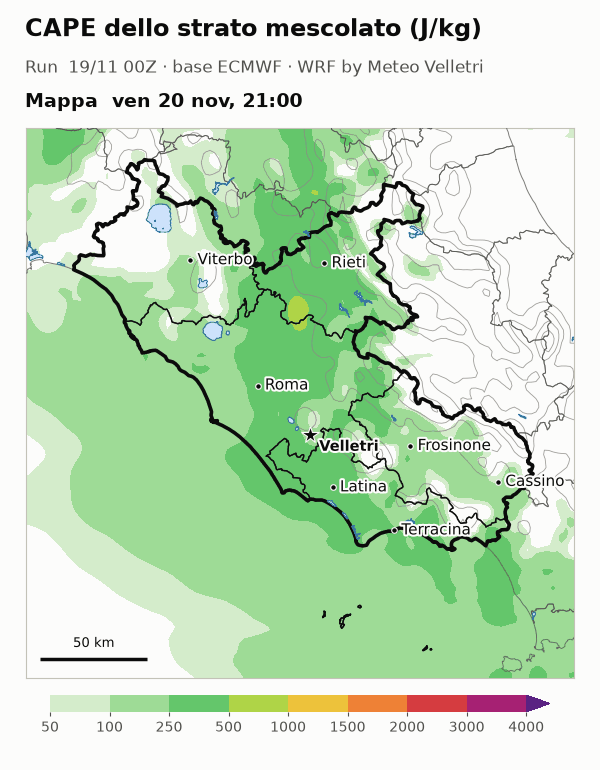 CAPE dello strato mescolato (J/kg)
Run  19/11 00Z · base ECMWF · WRF by Meteo Velletri
Mappa  ven 20 nov, 21:00
Viterbo
Rieti
Roma
Velletri
Frosinone
Latina
Cassino
Terracina
50 km
50 100 250 500 1000 1500 2000 3000 4000